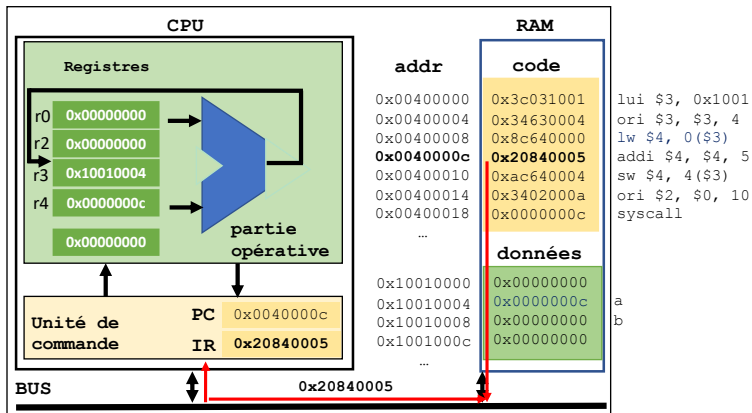 CPU
RAM
Registres
addr
code
r0 0x00000000
r2 0x00000000
r3 0x10010004
r4 0x0000000c
0x00000000
partie
opérative
0x00400000 0x3c031001 lui $3, 0x1001
0x00400004 0x34630004 ori $3, $3, 4
0x00400008 0x8c640000 lw $4, 0($3)
0x0040000c 0x20840005 addi $4, $4, 5
0x00400010 0xac640004 sw $4, 4($3)
0x00400014 0x3402000a ori $2, $0, 10
0x00400018 0x0000000c syscall
…
données
0x10010000 0x00000000
0x10010004 0x0000000c a
0x10010008 0x00000000 b
0x1001000c 0x00000000
…
Unité de
commande
PC 0x0040000c
IR 0x20840005
BUS
0x20840005